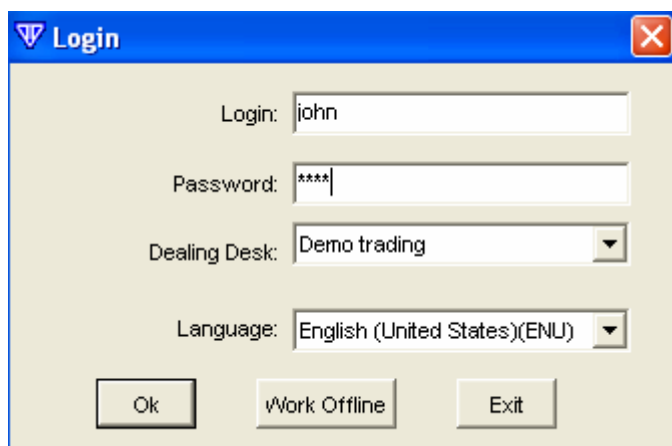 Login
Login: john
Password: ****
Dealing Desk: Demo trading
Language: English (United States)(ENU)
Ok Work Offline Exit